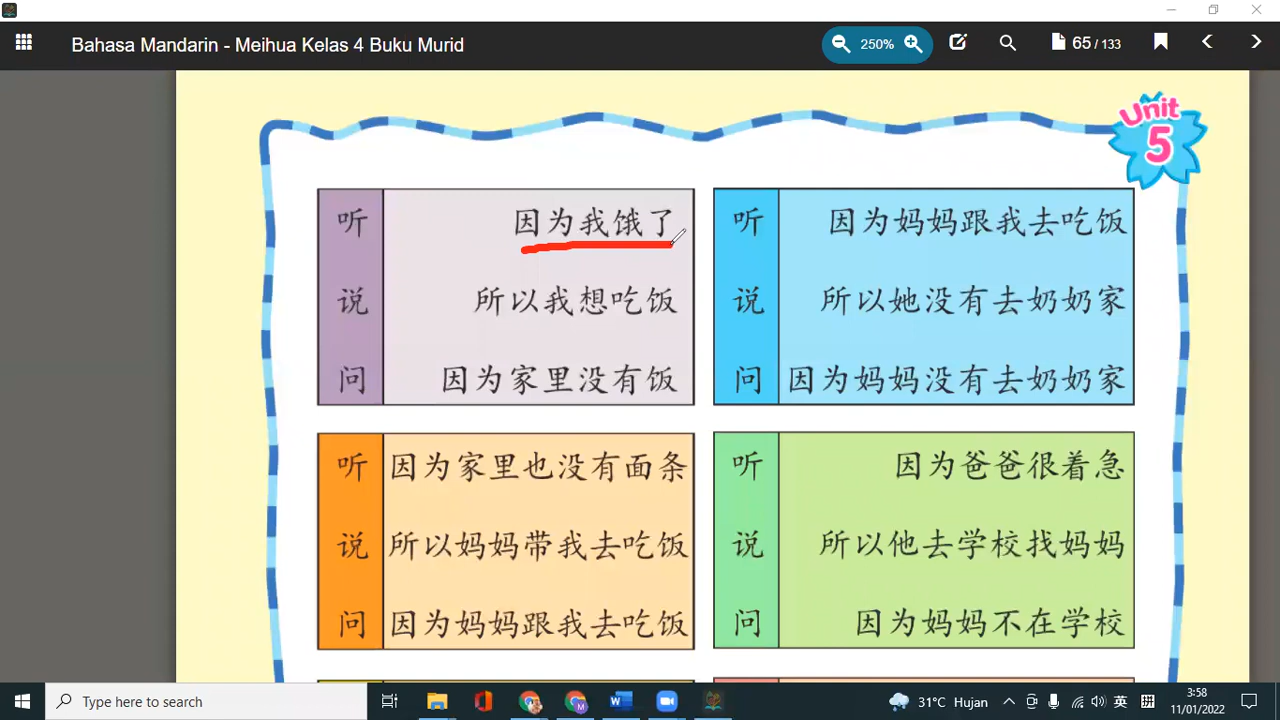 Bahasa Mandarin - Meihua Kelas 4 Buku Murid
250%
65 / 133
Unit 5
听 因为我饿了
说 所以我想吃饭
问 因为家里没有饭
听 因为妈妈跟我去吃饭
说 所以她没有去奶奶家
问 因为妈妈没有去奶奶家
听 因为家里也没有面条
说 所以妈妈带我去吃饭
问 因为妈妈跟我去吃饭
听 因为爸爸很着急
说 所以他去学校找妈妈
问 因为妈妈不在学校
Type here to search
31°C Hujan
英
拼
3:58
11/01/2022